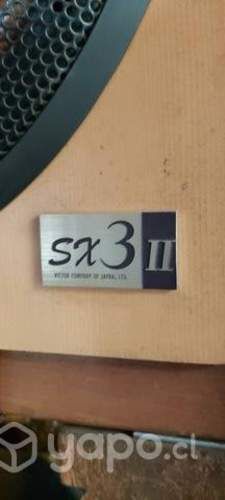 SX3 II
VICTOR COMPANY OF JAPAN, LTD.
yapo.cl